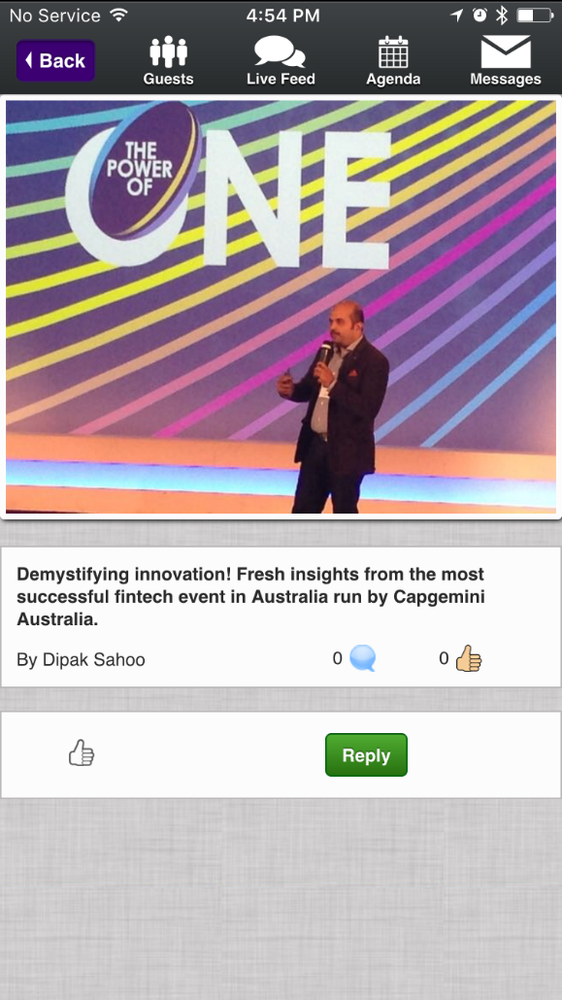 No Service 4:54 PM
Back
Guests Live Feed Agenda Messages
THE
POWER
OF
ONE
Demystifying innovation! Fresh insights from the most
successful fintech event in Australia run by Capgemini
Australia.
By Dipak Sahoo 0 0
Reply